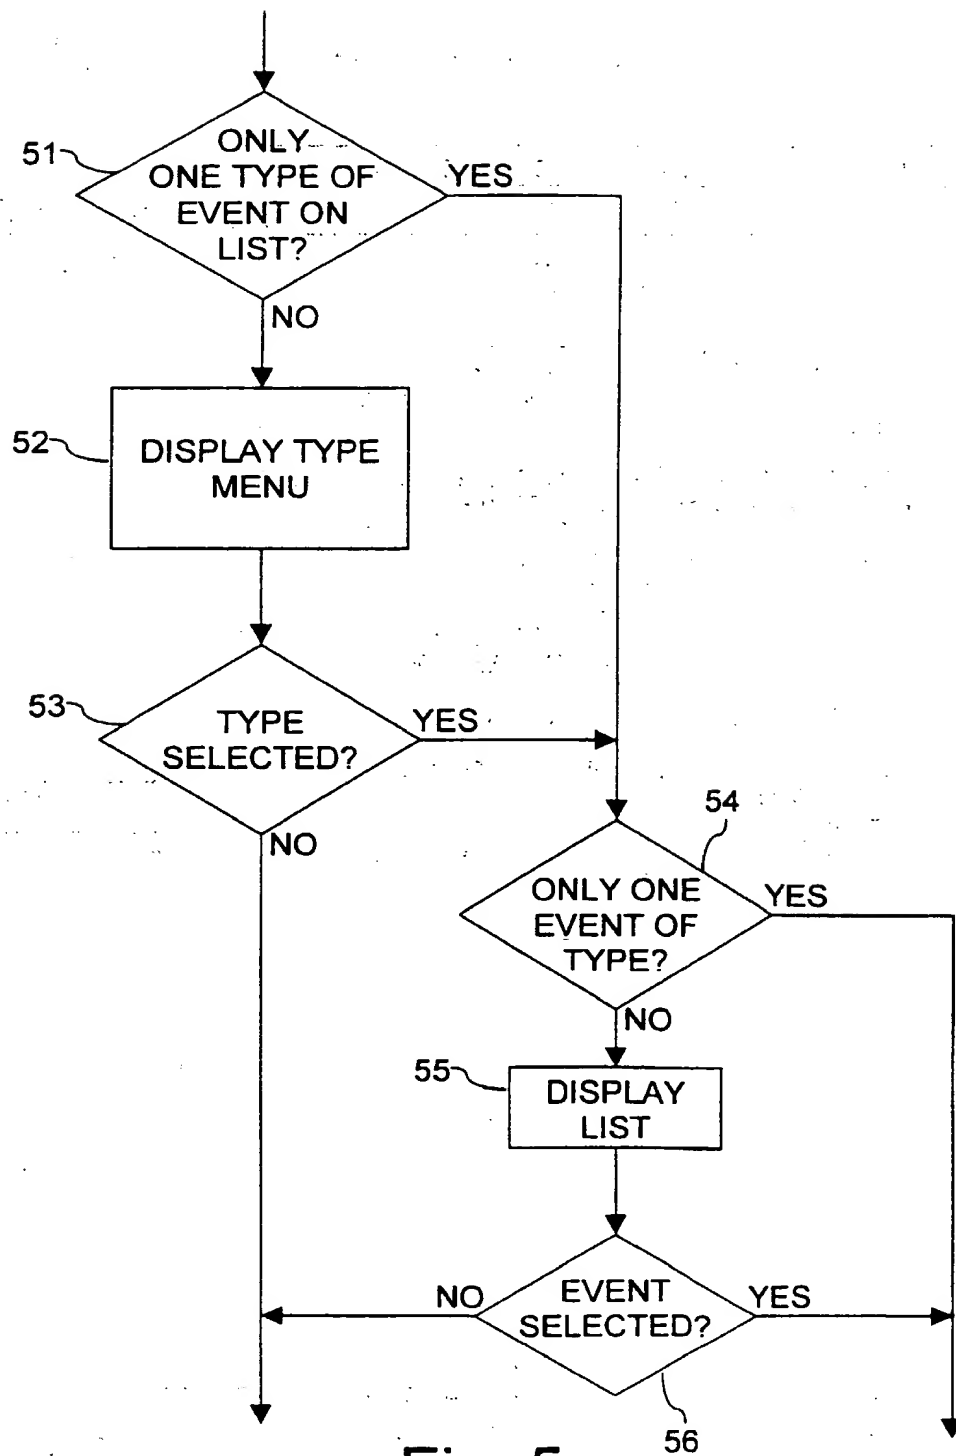 51
ONLY
ONE TYPE OF
EVENT ON
LIST?
YES
NO
52
DISPLAY TYPE
MENU
53
TYPE
SELECTED?
YES
NO
54
ONLY ONE
EVENT OF
TYPE?
YES
NO
55
DISPLAY
LIST
EVENT
SELECTED?
NO
YES
56